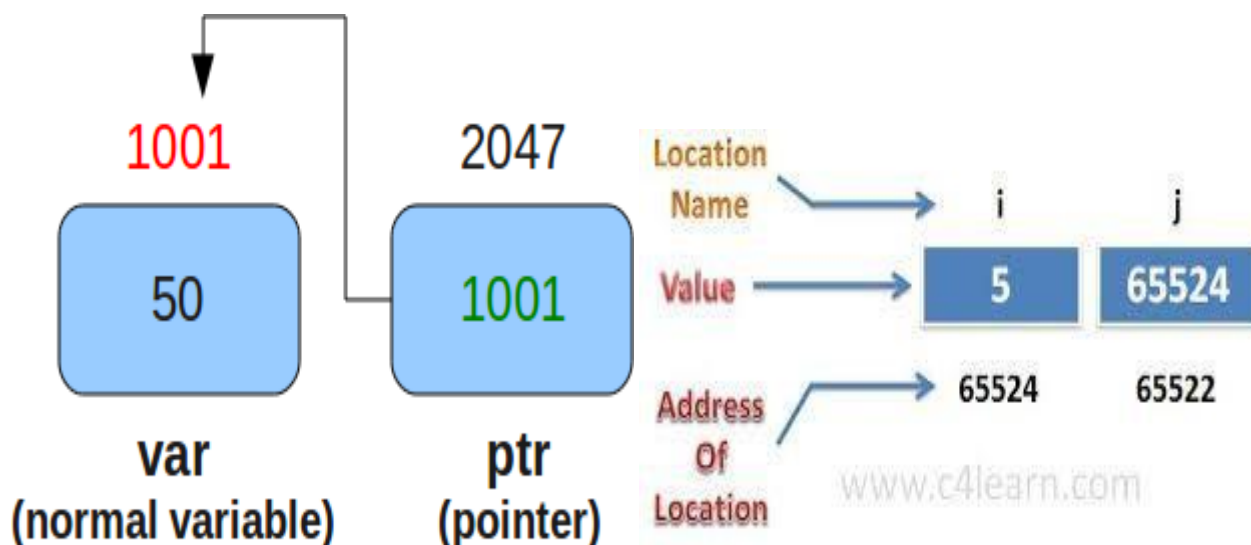 1001
2047
50
1001
var
(normal variable)
ptr
(pointer)
Location
Name
i
j
Value
5
65524
Address
Of
Location
65524
65522
www.c4learn.com